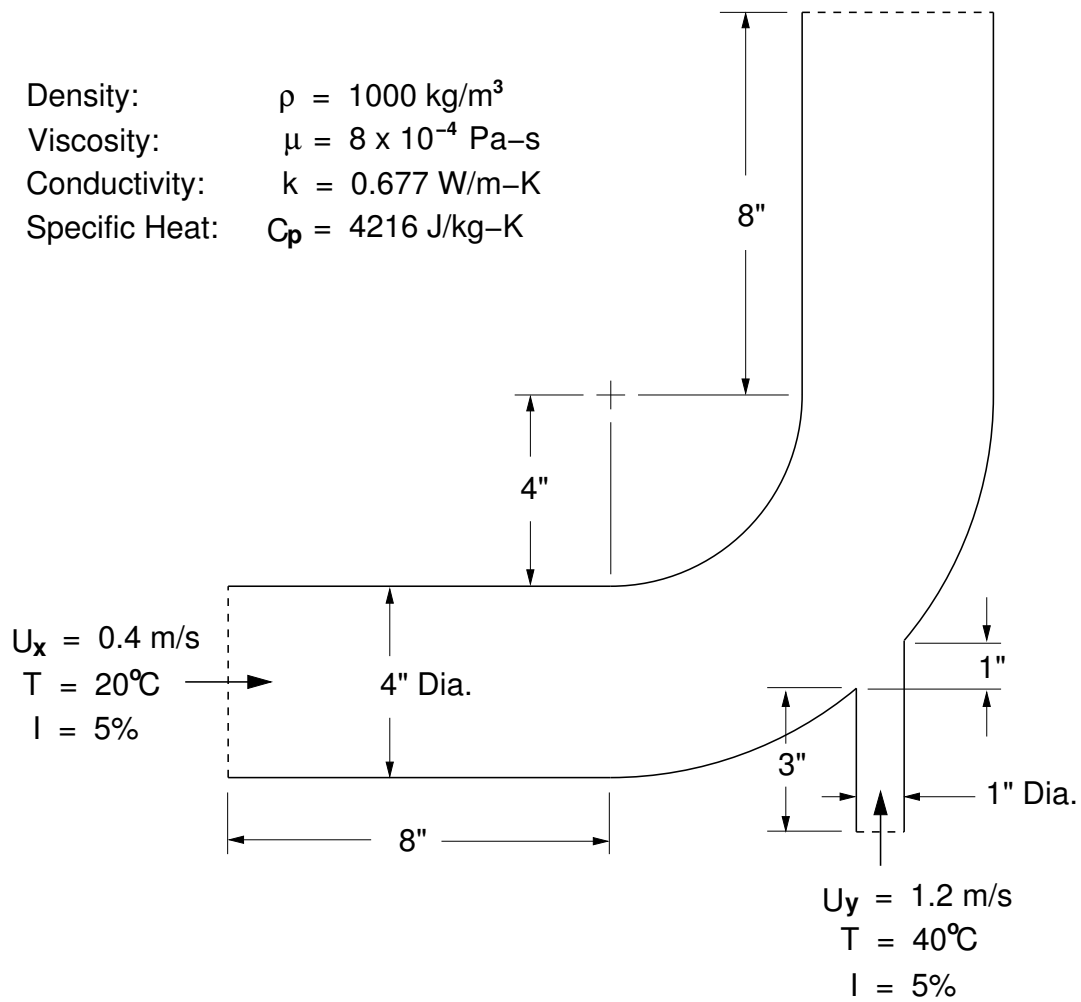 Density: ρ = 1000 kg/m³
Viscosity: μ = 8 x 10⁻⁴ Pa−s
Conductivity: k = 0.677 W/m−K
Specific Heat: Cp = 4216 J/kg−K
8"
4"
Ux = 0.4 m/s
T = 20°C
I = 5%
4" Dia.
1"
3"
1" Dia.
8"
Uy = 1.2 m/s
T = 40°C
I = 5%